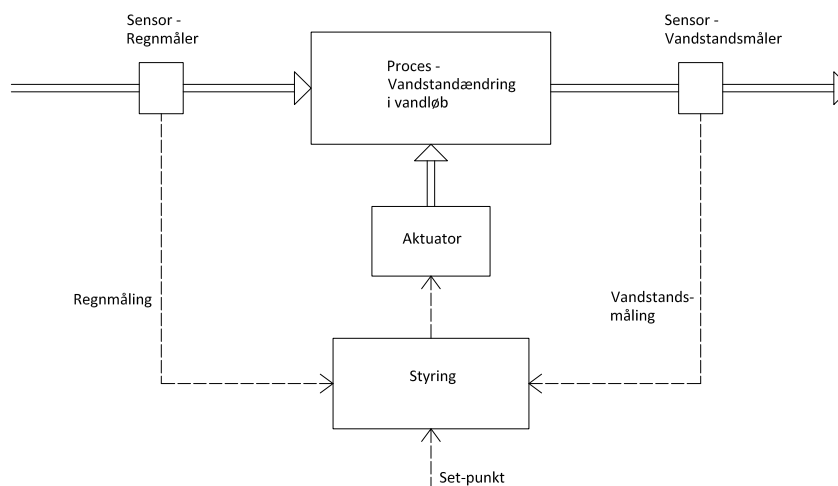 Sensor -
Regnmåler
Sensor -
Vandstandsmåler
Proces -
Vandstandændring
i vandløb
Aktuator
Regnmåling
Vandstands-
måling
Styring
Set-punkt